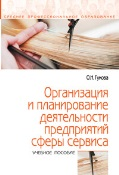 СРЕДНЕЕ ПРОФЕССИОНАЛЬНОЕ ОБРАЗОВАНИЕ
О.Н. Гукова
Организация
и планирование
деятельности
предприятий
сферы сервиса
УЧЕБНОЕ ПОСОБИЕ